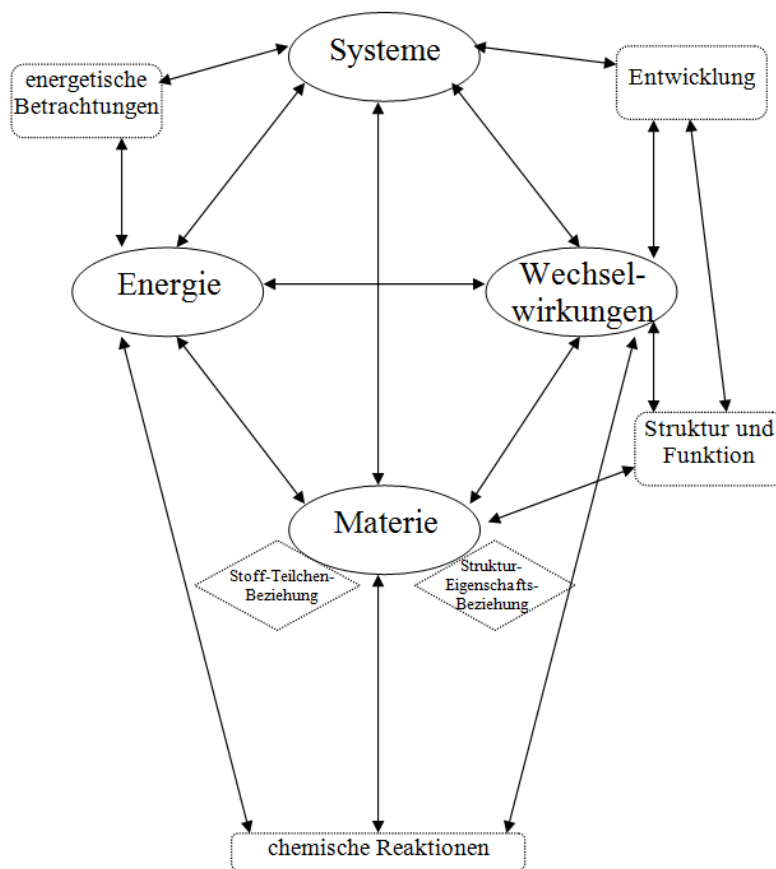 Systeme
energetische
Betrachtungen
Entwicklung
Energie
Wechsel-
wirkungen
Struktur und
Funktion
Materie
Stoff-Teilchen-
Beziehung
Struktur-
Eigenschafts-
Beziehung
chemische Reaktionen